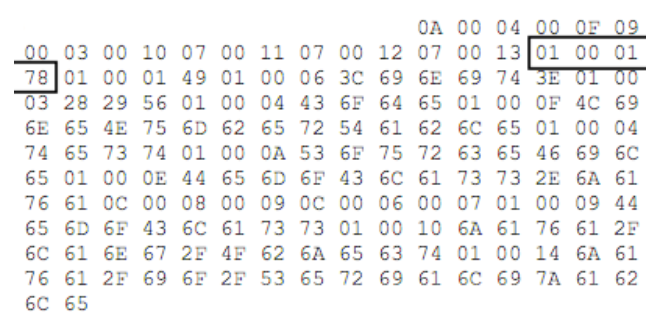 0A 00 04 00 0F 09
00 03 00 10 07 00 11 07 00 12 07 00 13 01 00 01
78 01 00 01 49 01 00 06 3C 69 6E 69 74 3E 01 00
03 28 29 56 01 00 04 43 6F 64 65 01 00 0F 4C 69
6E 65 4E 75 6D 62 65 72 54 61 62 6C 65 01 00 04
74 65 73 74 01 00 0A 53 6F 75 72 63 65 46 69 6C
65 01 00 0E 44 65 6D 6F 43 6C 61 73 73 2E 6A 61
76 61 0C 00 08 00 09 0C 00 06 00 07 01 00 09 44
65 6D 6F 43 6C 61 73 73 01 00 10 6A 61 76 61 2F
6C 61 6E 67 2F 4F 62 6A 65 63 74 01 00 14 6A 61
76 61 2F 69 6F 2F 53 65 72 69 61 6C 69 7A 61 62
6C 65